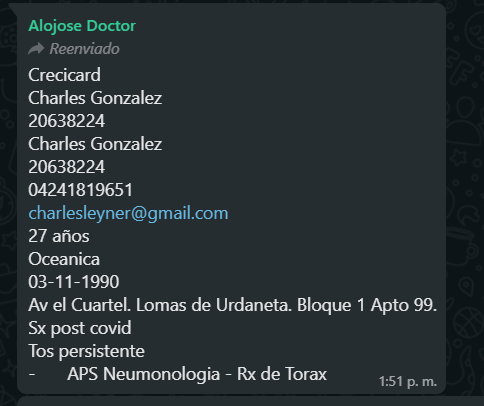 Alojose Doctor
Reenviado
Crecicard
Charles Gonzalez
20638224
Charles Gonzalez
20638224
04241819651
charlesleyner@gmail.com
27 años
Oceanica
03-11-1990
Av el Cuartel. Lomas de Urdaneta. Bloque 1 Apto 99.
Sx post covid
Tos persistente
- APS Neumonologia - Rx de Torax
1:51 p. m.